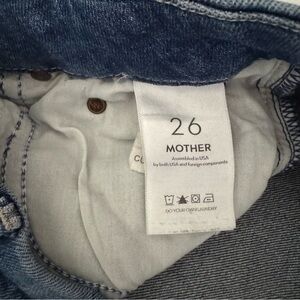 26
MOTHER
Assembled in USA
by both USA and foreign components
DO YOUR OWN LAUNDRY